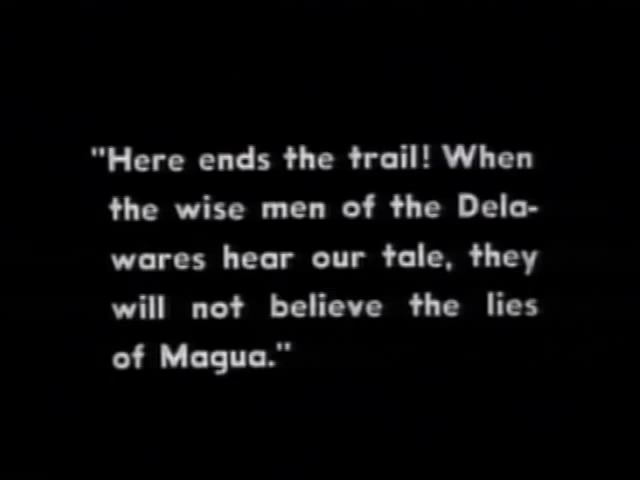 "Here ends the trail! When
the wise men of the Dela-
wares hear our tale, they
will not believe the lies
of Magua."